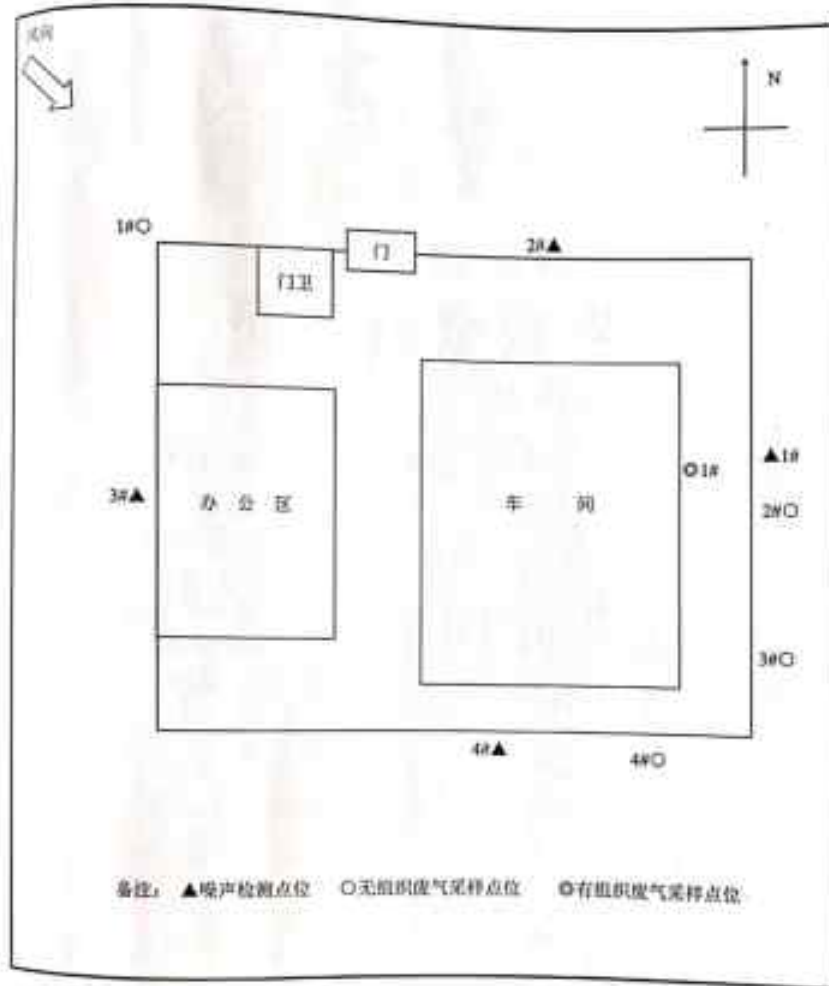 风向
N
1#○
门
2#▲
门卫
▲1#
◎1#
3#▲
办公区
车间
2#○
3#○
4#▲
4#○
备注： ▲噪声检测点位 ○无组织废气采样点位 ◎有组织废气采样点位